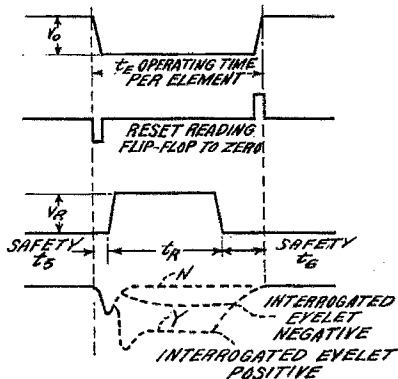 Vo
tE OPERATING TIME
PER ELEMENT
RESET READING
FLIP-FLOP TO ZERO
VR
SAFETY
t5
tR
SAFETY
t6
N
INTERROGATED
EYELET
NEGATIVE
Y
INTERROGATED EYELET
POSITIVE